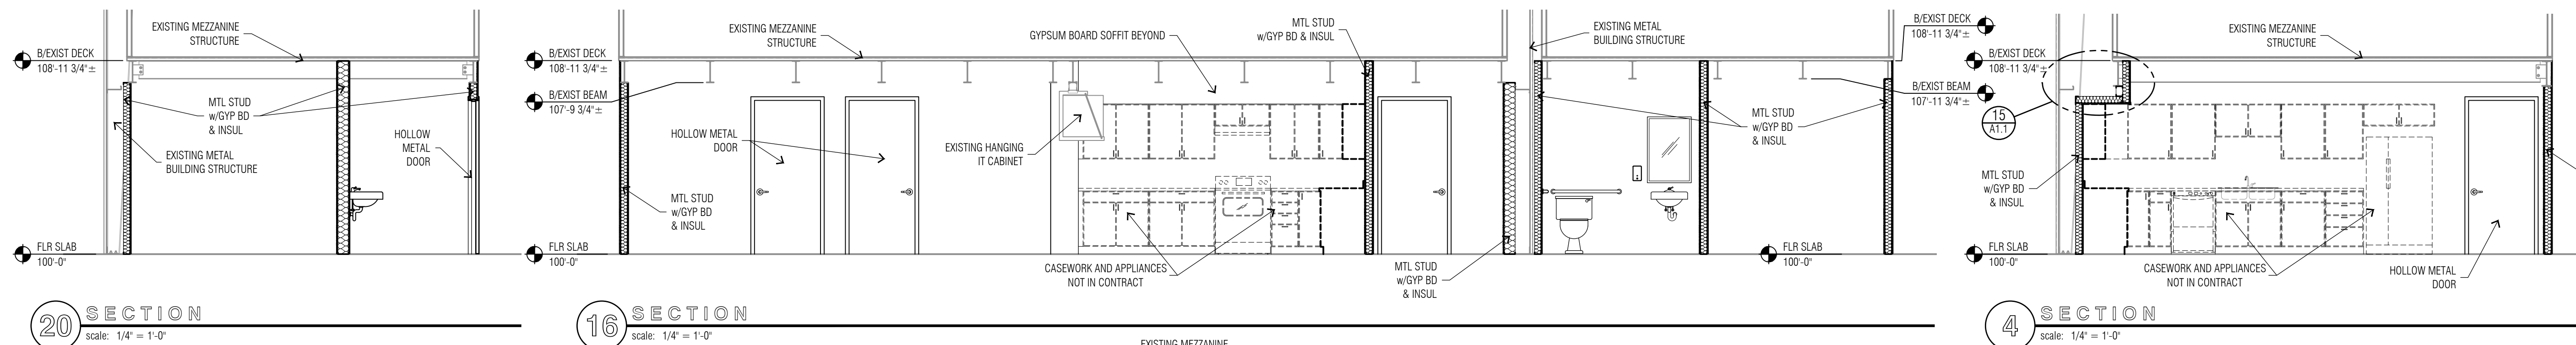 EXISTING MEZZANINE
STRUCTURE
B/EXIST DECK
108'-11 3/4"±
MTL STUD
w/GYP BD
& INSUL
HOLLOW
METAL
DOOR
EXISTING METAL
BUILDING STRUCTURE
FLR SLAB
100'-0"
20
SECTION
scale: 1/4" = 1'-0"
EXISTING MEZZANINE
STRUCTURE
GYPSUM BOARD SOFFIT BEYOND
MTL STUD
w/GYP BD & INSUL
EXISTING METAL
BUILDING STRUCTURE
B/EXIST DECK
108'-11 3/4"±
B/EXIST DECK
108'-11 3/4"±
B/EXIST BEAM
107'-9 3/4"±
B/EXIST BEAM
107'-11 3/4"±
HOLLOW METAL
DOOR
EXISTING HANGING
IT CABINET
MTL STUD
w/GYP BD
& INSUL
MTL STUD
w/GYP BD
& INSUL
FLR SLAB
100'-0"
CASEWORK AND APPLIANCES
NOT IN CONTRACT
MTL STUD
w/GYP BD
& INSUL
FLR SLAB
100'-0"
16
SECTION
scale: 1/4" = 1'-0"
EXISTING MEZZANINE
EXISTING MEZZANINE
STRUCTURE
B/EXIST DECK
108'-11 3/4"±
15
A1.1
MTL STUD
w/GYP BD
& INSUL
FLR SLAB
100'-0"
CASEWORK AND APPLIANCES
NOT IN CONTRACT
HOLLOW METAL
DOOR
4
SECTION
scale: 1/4" = 1'-0"